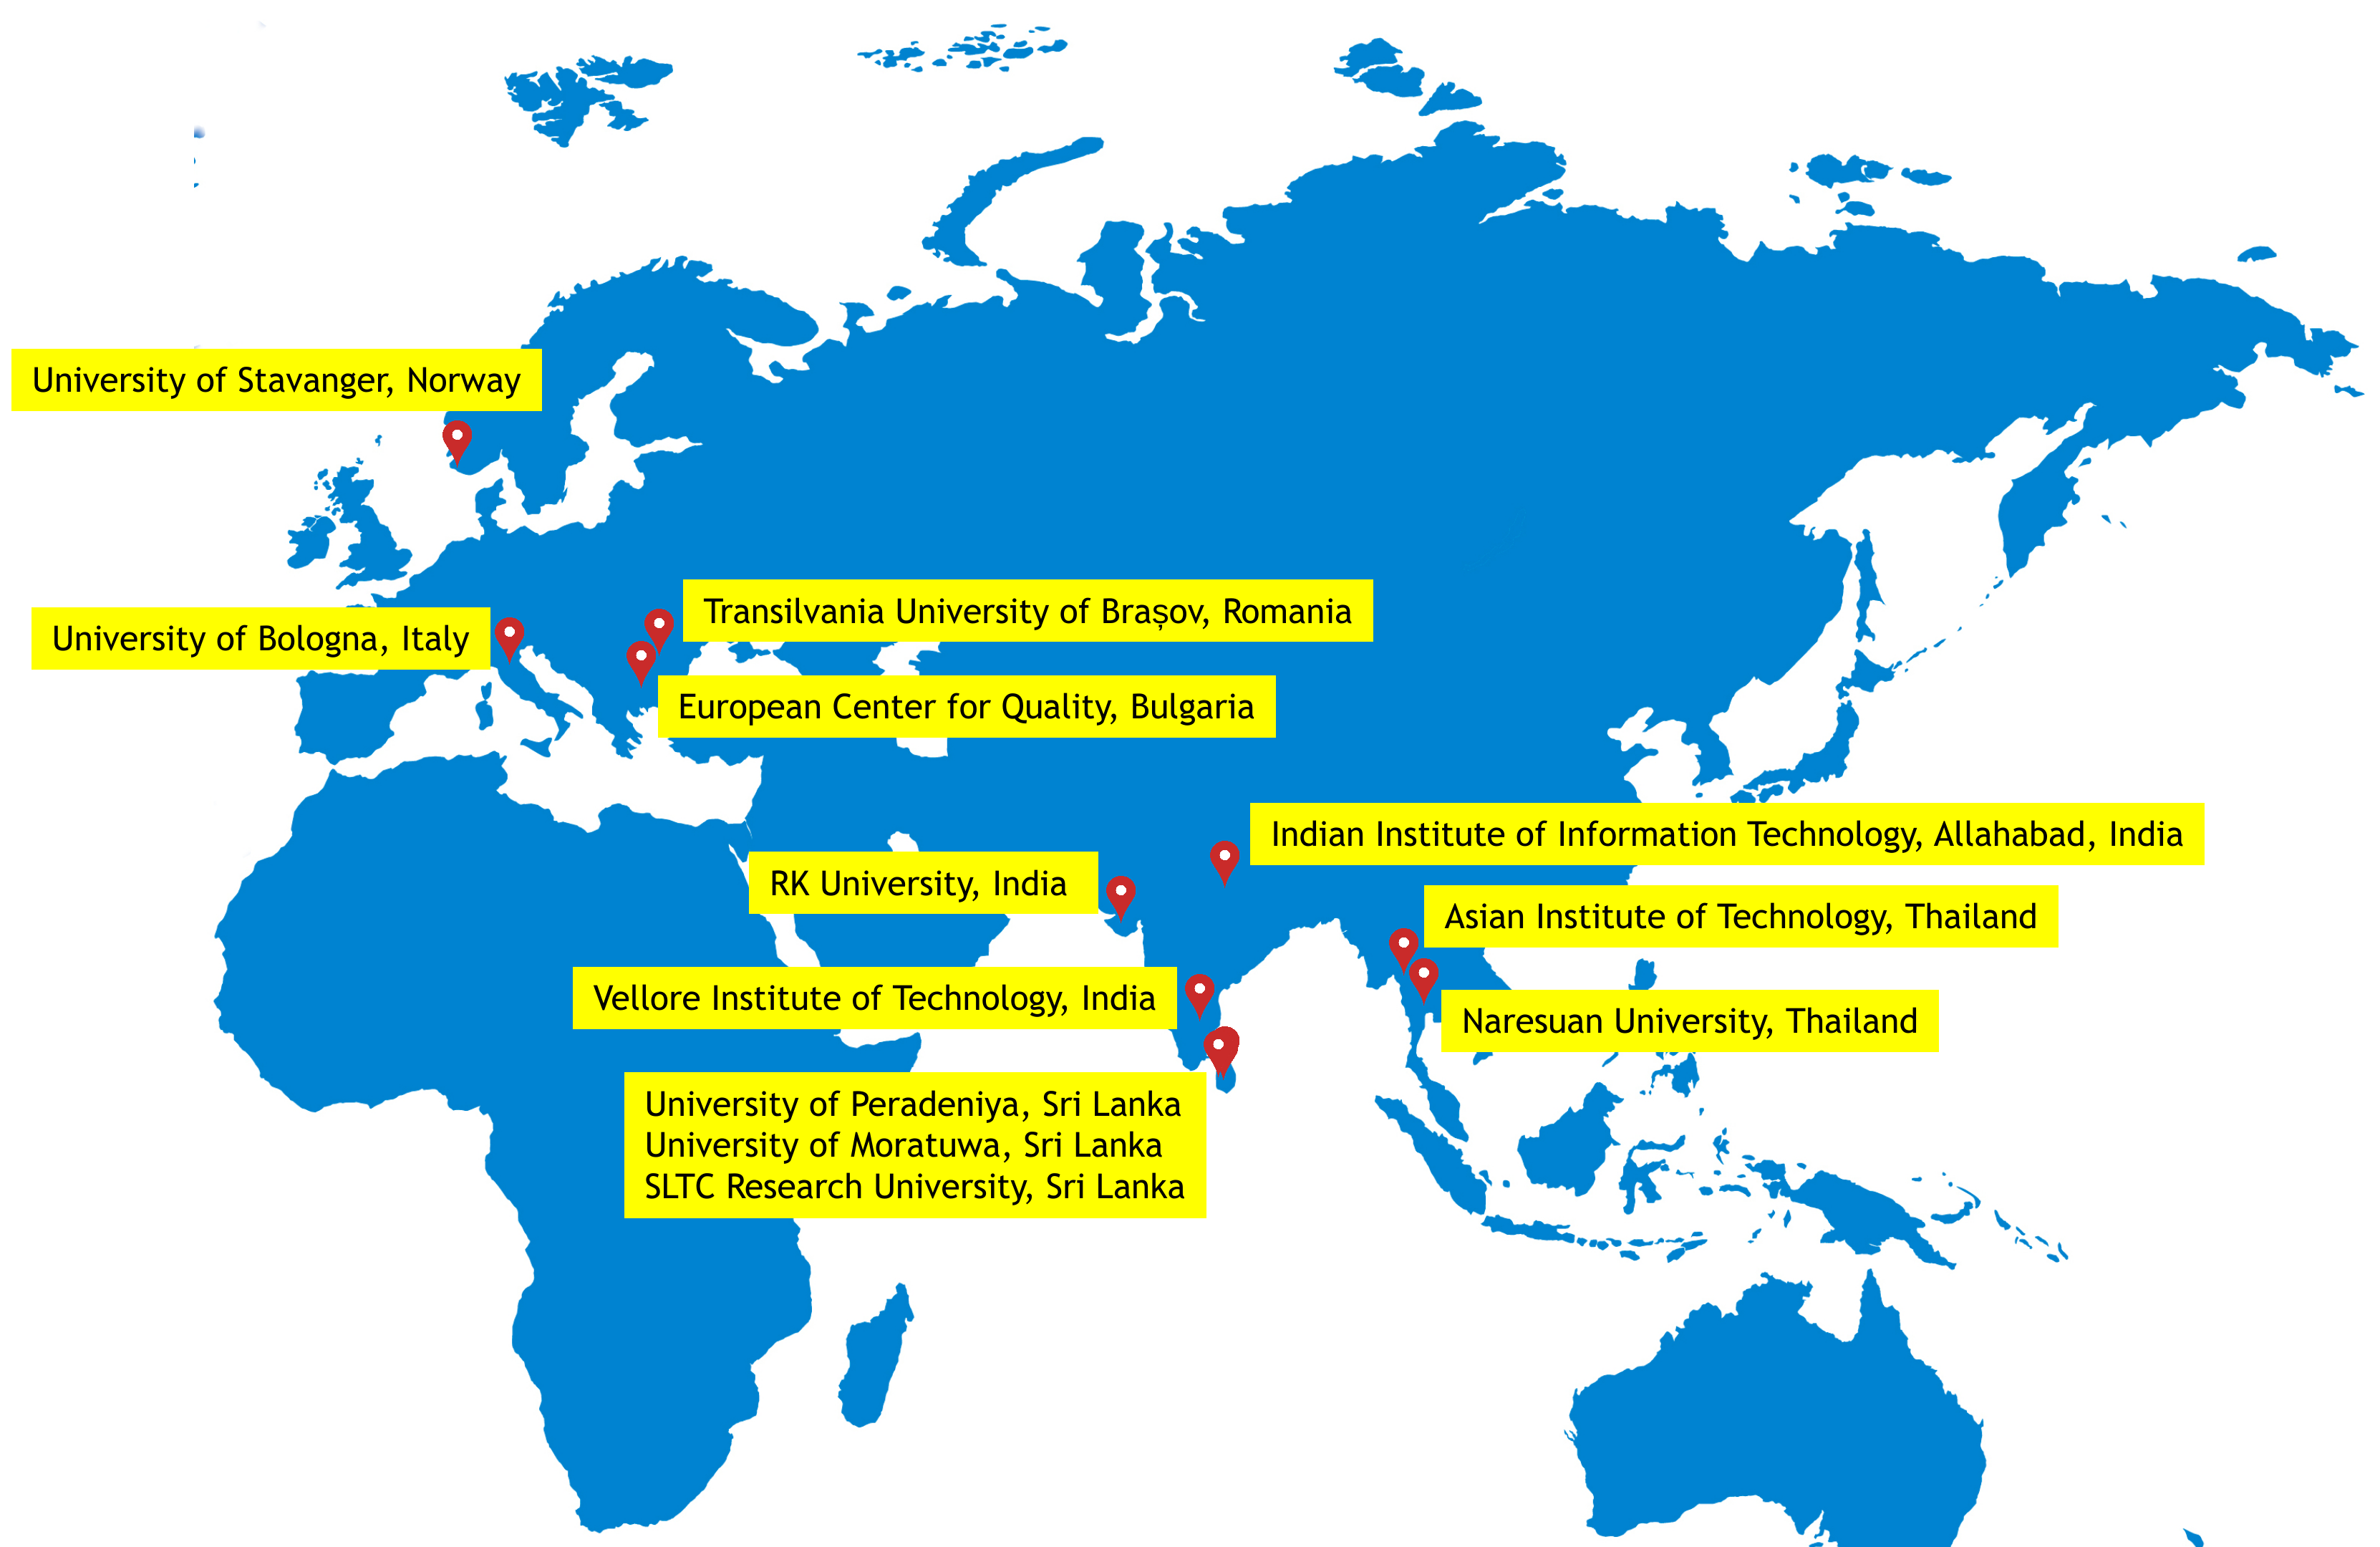 University of Stavanger, Norway
Transilvania University of Brașov, Romania
University of Bologna, Italy
European Center for Quality, Bulgaria
Indian Institute of Information Technology, Allahabad, India
RK University, India
Asian Institute of Technology, Thailand
Vellore Institute of Technology, India
Naresuan University, Thailand
University of Peradeniya, Sri Lanka
University of Moratuwa, Sri Lanka
SLTC Research University, Sri Lanka